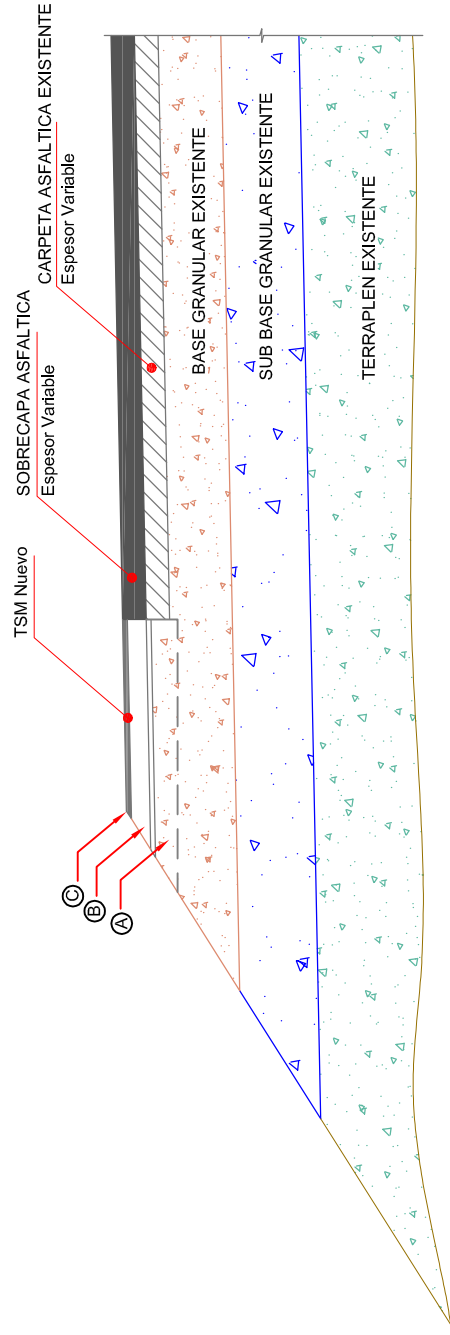 TSM Nuevo
SOBRECAPA ASFALTICA
Espesor Variable
CARPETA ASFALTICA EXISTENTE
Espesor Variable
C
B
A
BASE GRANULAR EXISTENTE
SUB BASE GRANULAR EXISTENTE
TERRAPLEN EXISTENTE